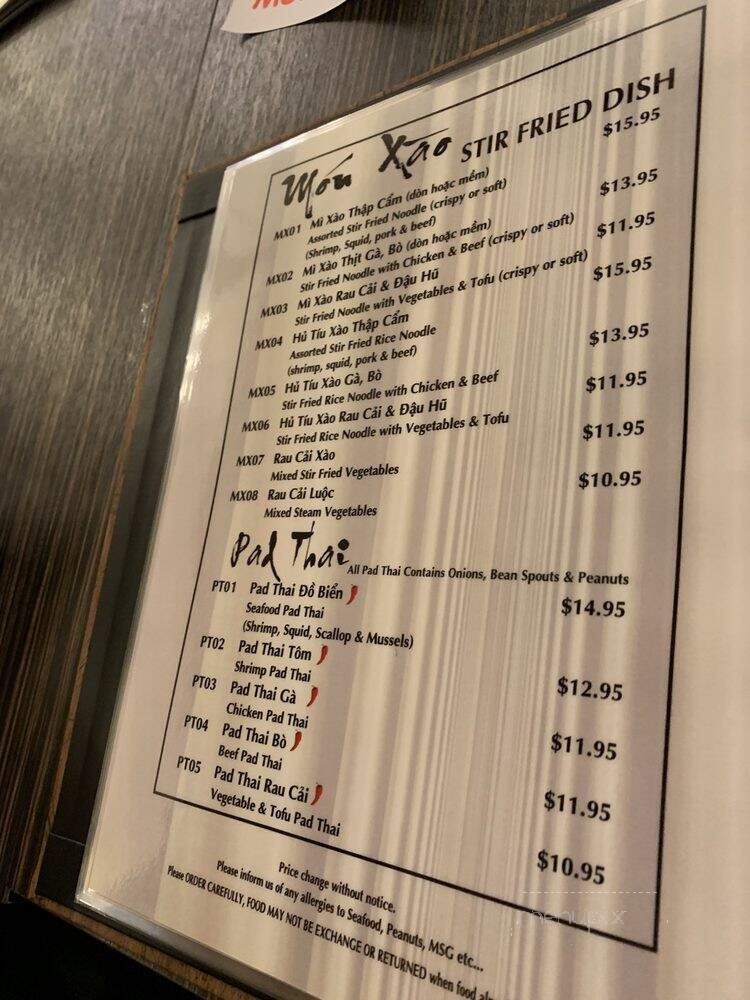 Món Xào STIR FRIED DISH
MX01 Mì Xào Thập Cẩm (dòn hoặc mềm) $15.95
Assorted Stir Fried Noodle (crispy or soft)
(Shrimp, Squid, pork & beef)
MX02 Mì Xào Thịt Gà, Bò (dòn hoặc mềm) $13.95
Stir Fried Noodle with Chicken & Beef (crispy or soft)
MX03 Mì Xào Rau Cải & Đậu Hũ $11.95
Stir Fried Noodle with Vegetables & Tofu (crispy or soft)
MX04 Hủ Tíu Xào Thập Cẩm $15.95
Assorted Stir Fried Rice Noodle
(shrimp, squid, pork & beef)
MX05 Hủ Tíu Xào Gà, Bò $13.95
Stir Fried Rice Noodle with Chicken & Beef
MX06 Hủ Tíu Xào Rau Cải & Đậu Hũ $11.95
Stir Fried Rice Noodle with Vegetables & Tofu
MX07 Rau Cải Xào $11.95
Mixed Stir Fried Vegetables
MX08 Rau Cải Luộc $10.95
Mixed Steam Vegetables
Pad Thai All Pad Thai Contains Onions, Bean Spouts & Peanuts
PT01 Pad Thai Đồ Biển $14.95
Seafood Pad Thai
(Shrimp, Squid, Scallop & Mussels)
PT02 Pad Thai Tôm $12.95
Shrimp Pad Thai
PT03 Pad Thai Gà $11.95
Chicken Pad Thai
PT04 Pad Thai Bò $11.95
Beef Pad Thai
PT05 Pad Thai Rau Cải $10.95
Vegetable & Tofu Pad Thai
Price change without notice.
Please inform us of any allergies to Seafood, Peanuts, MSG etc...
Please ORDER CAREFULLY, FOOD MAY NOT BE EXCHANGE OR RETURNED when food